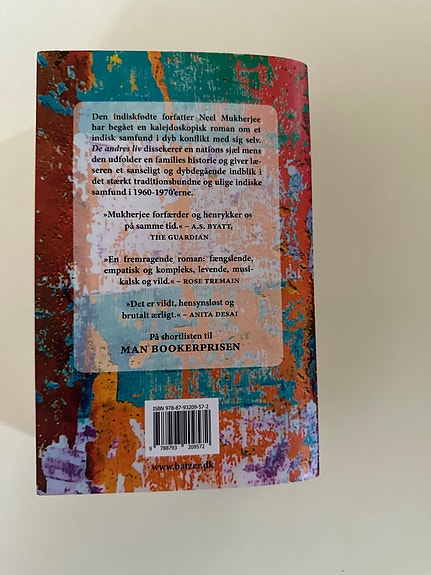 Den indiskfødte forfatter Neel Mukherjee
har begået en kalejdoskopisk roman om et
indisk samfund i dyb konflikt med sig selv.
De andres liv dissekerer en nations sjæl mens
den udfolder en families historie og giver læ-
seren et sanseligt og dybdegående indblik i
det stærkt traditionsbundne og ulige indiske
samfund i 1960-1970'erne.
»Mukherjee forfærder og henrykker os
på samme tid.« – A.S. BYATT,
THE GUARDIAN
»En fremragende roman: fængslende,
empatisk og kompleks, levende, musi-
kalsk og vild.« – ROSE TREMAIN
»Det er vildt, hensynsløst og
brutalt ærligt.« – ANITA DESAI
På shortlisten til
MAN BOOKERPRISEN
ISBN 978-87-93209-57-2
9 788793 209572
www.batzer.dk